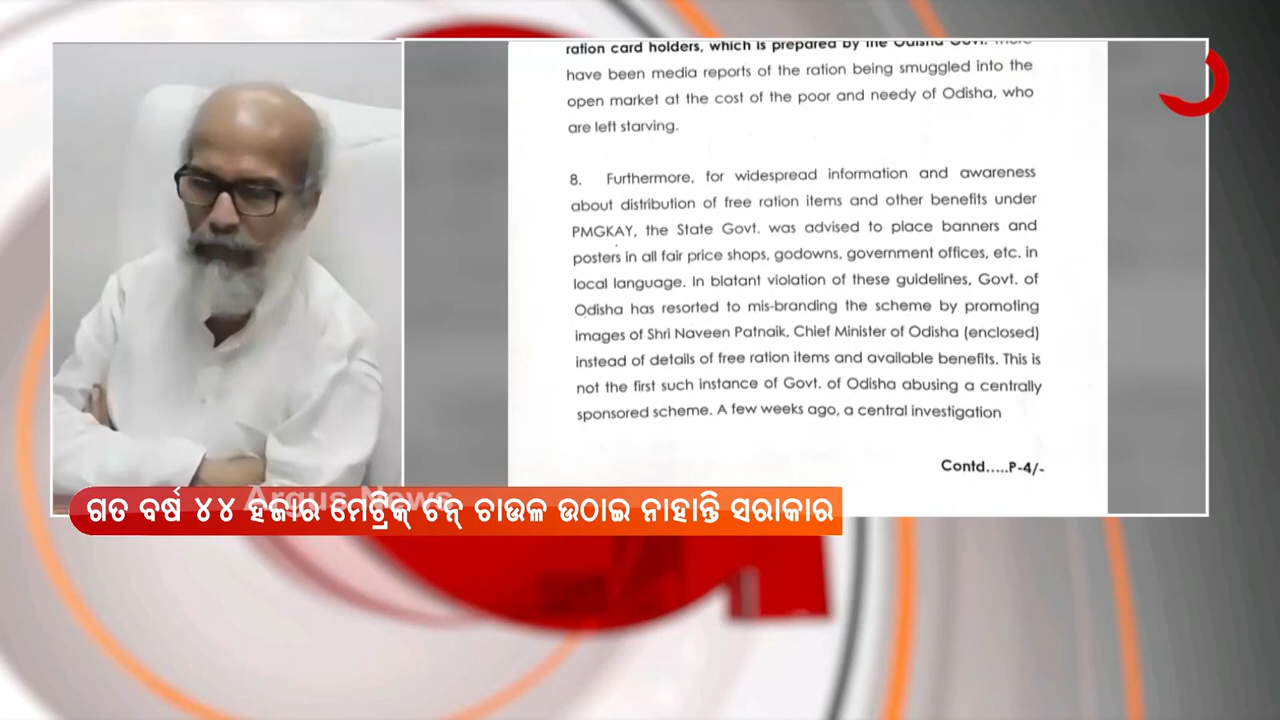 ration card holders, which is prepared by the Odisha Govt. There
have been media reports of the ration being smuggled into the
open market at the cost of the poor and needy of Odisha, who
are left starving.
8. Furthermore, for widespread information and awareness
about distribution of free ration items and other benefits under
PMGKAY, the State Govt. was advised to place banners and
posters in all fair price shops, godowns, government offices, etc. in
local language. In blatant violation of these guidelines, Govt. of
Odisha has resorted to mis-branding the scheme by promoting
images of Shri Naveen Patnaik, Chief Minister of Odisha (enclosed)
instead of details of free ration items and available benefits. This is
not the first such instance of Govt. of Odisha abusing a centrally
sponsored scheme. A few weeks ago, a central investigation
Contd.....P-4/-
Argus News
ଗତ ବର୍ଷ ୪୪ ହଜାର ମେଟ୍ରିକ୍ ଟନ୍ ଚାଉଳ ଉଠାଇ ନାହାନ୍ତି ସରାକାର